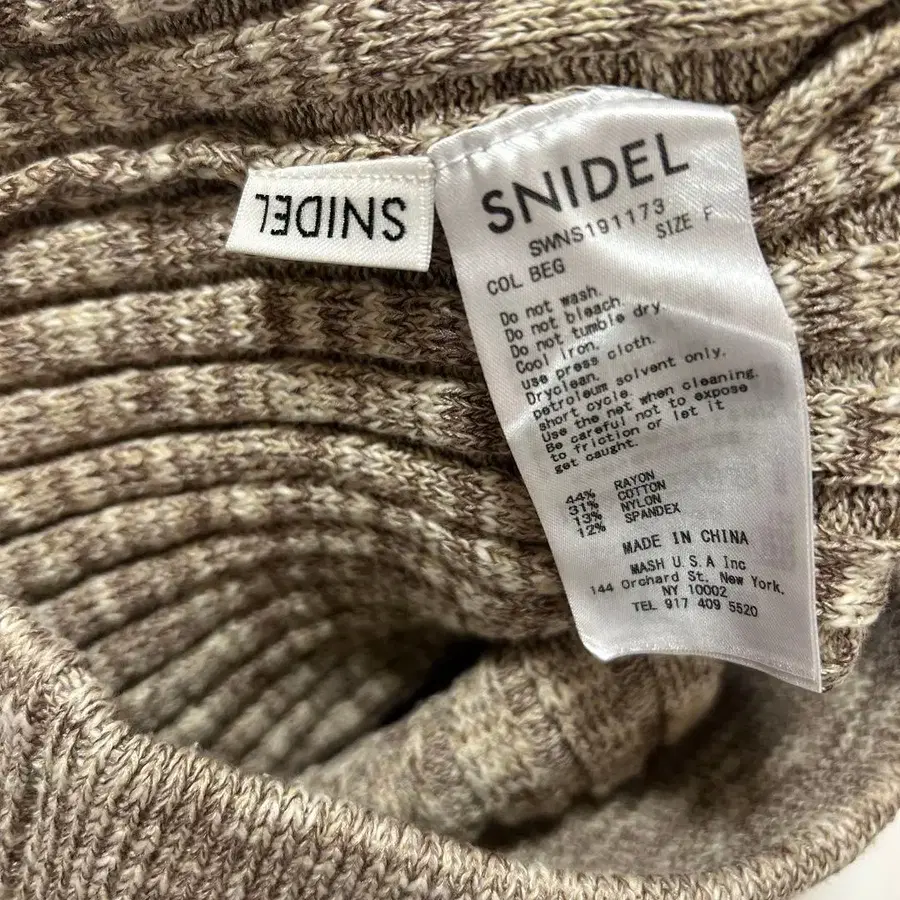 SNIDEL
SNIDEL
SWNS191173
COL BEG SIZE F
Do not wash.
Do not bleach.
Do not tumble dry.
Cool iron.
use press cloth.
Dryclean.
petroleum solvent only.
short cycle.
Use the net when cleaning.
Be careful not to expose
to friction or let it
get caught.
44% RAYON
31% COTTON
13% NYLON
12% SPANDEX
MADE IN CHINA
MASH U.S.A Inc
144 Orchard St. New York,
NY 10002
TEL 917 409 5520